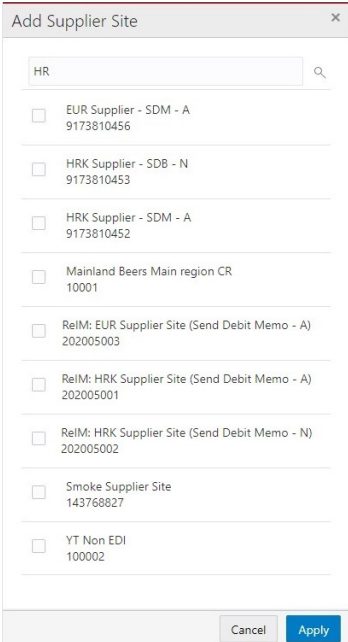 Add Supplier Site
HR
EUR Supplier - SDM - A
9173810456
HRK Supplier - SDB - N
9173810453
HRK Supplier - SDM - A
9173810452
Mainland Beers Main region CR
10001
ReIM: EUR Supplier Site (Send Debit Memo - A)
202005003
ReIM: HRK Supplier Site (Send Debit Memo - A)
202005001
ReIM: HRK Supplier Site (Send Debit Memo - N)
202005002
Smoke Supplier Site
143768827
YT Non EDI
100002
Cancel Apply